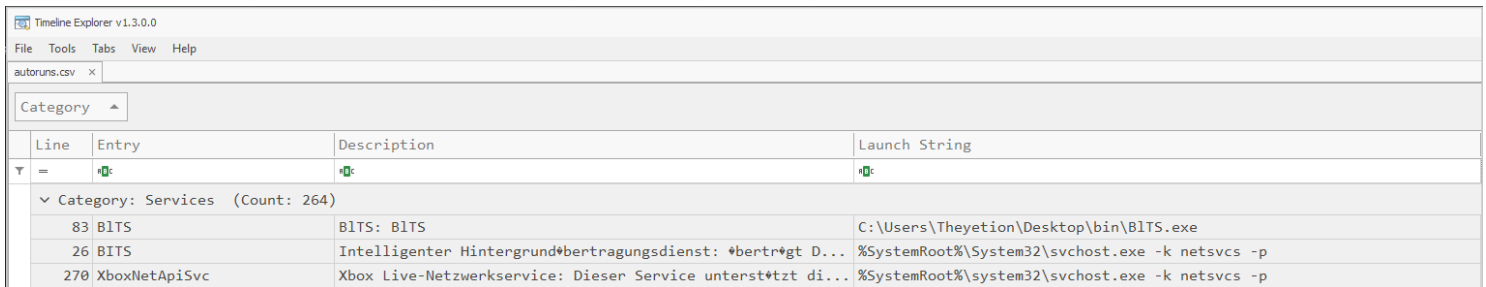 Timeline Explorer v1.3.0.0
File Tools Tabs View Help
autoruns.csv ×
Category
Line Entry Description Launch String
= ABC ABC ABC
Category: Services (Count: 264)
83 BlTS BlTS: BlTS C:\Users\Theyetion\Desktop\bin\BlTS.exe
26 BITS Intelligenter Hintergrund�bertragungsdienst: �bertr�gt D... %SystemRoot%\System32\svchost.exe -k netsvcs -p
270 XboxNetApiSvc Xbox Live-Netzwerkservice: Dieser Service unterst�tzt di... %SystemRoot%\system32\svchost.exe -k netsvcs -p